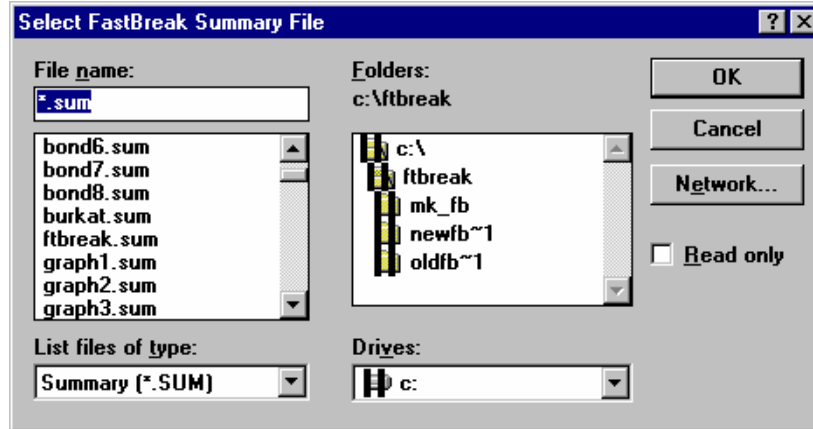 Select FastBreak Summary File
File name:
*.sum
bond6.sum
bond7.sum
bond8.sum
burkat.sum
ftbreak.sum
graph1.sum
graph2.sum
graph3.sum
List files of type:
Summary (*.SUM)
Folders:
c:\ftbreak
c:\
ftbreak
mk_fb
newfb~1
oldfb~1
Drives:
c:
OK
Cancel
Network...
Read only